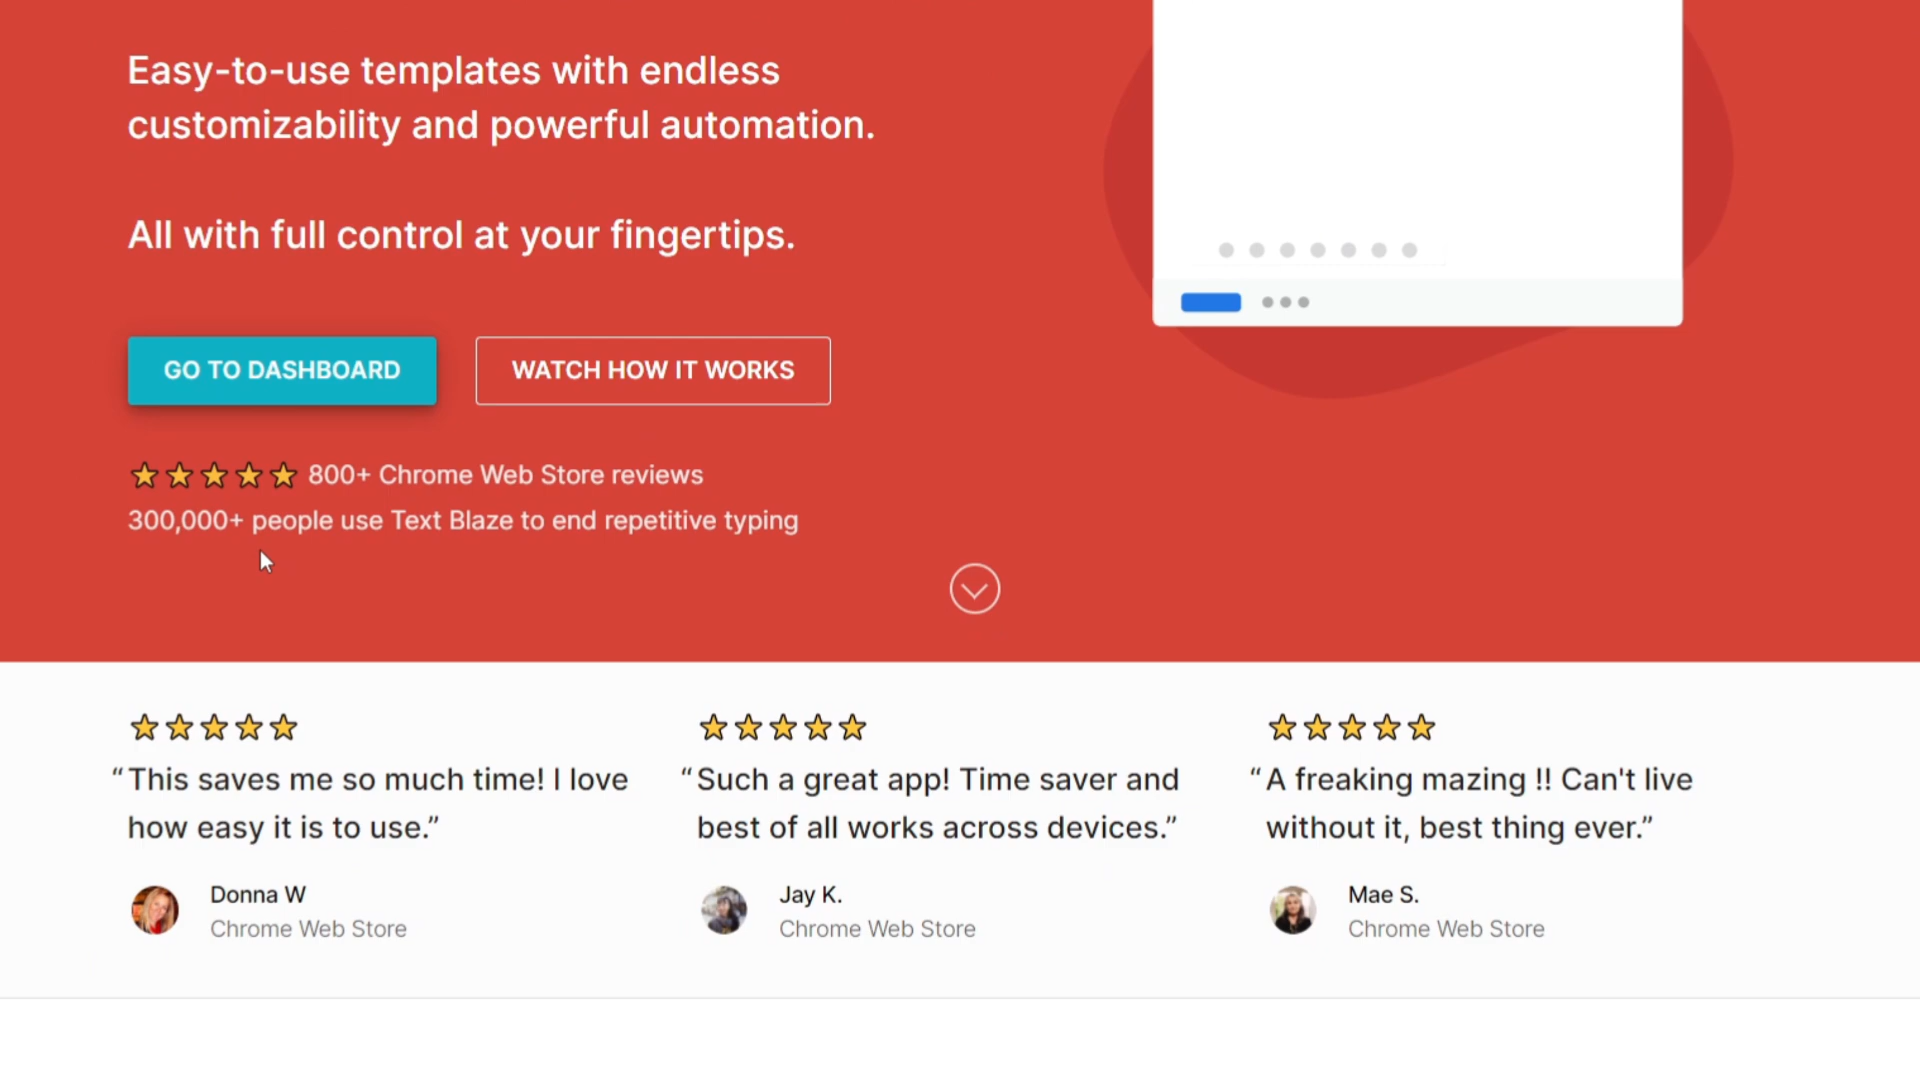 Easy-to-use templates with endless
customizability and powerful automation.
All with full control at your fingertips.
GO TO DASHBOARD
WATCH HOW IT WORKS
800+ Chrome Web Store reviews
300,000+ people use Text Blaze to end repetitive typing
“This saves me so much time! I love
how easy it is to use.”
Donna W
Chrome Web Store
“Such a great app! Time saver and
best of all works across devices.”
Jay K.
Chrome Web Store
“A freaking mazing !! Can't live
without it, best thing ever.”
Mae S.
Chrome Web Store